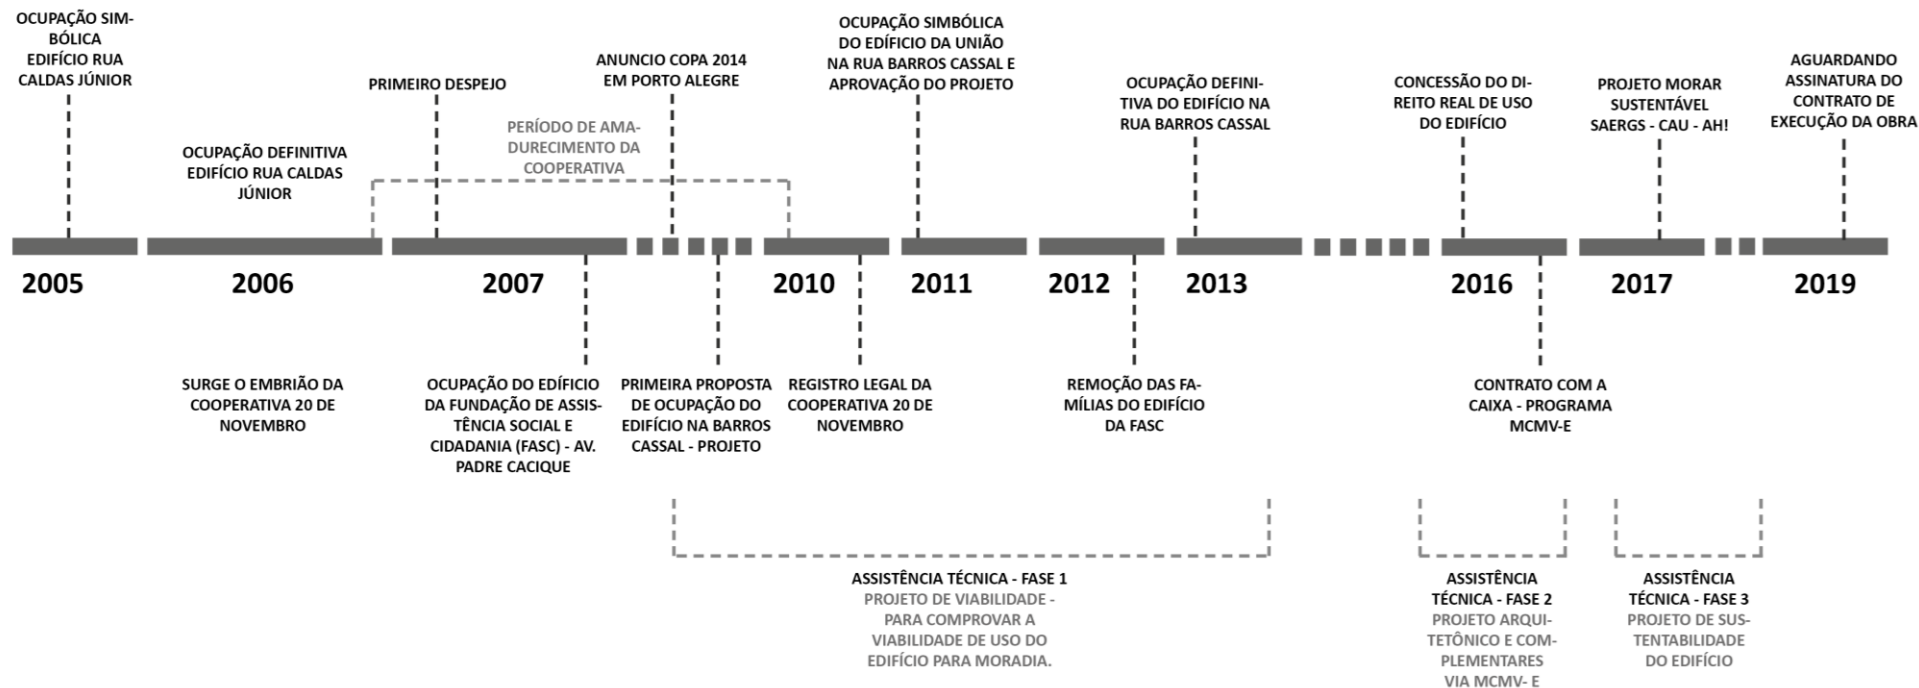 OCUPAÇÃO SIM-
BÓLICA
EDIFÍCIO RUA
CALDAS JÚNIOR
OCUPAÇÃO DEFINITIVA
EDIFÍCIO RUA CALDAS
JÚNIOR
PRIMEIRO DESPEJO
PERÍODO DE AMA-
DURECIMENTO DA
COOPERATIVA
ANUNCIO COPA 2014
EM PORTO ALEGRE
OCUPAÇÃO SIMBÓLICA
DO EDÍFICIO DA UNIÃO
NA RUA BARROS CASSAL E
APROVAÇÃO DO PROJETO
OCUPAÇÃO DEFINI-
TIVA DO EDIFÍCIO NA
RUA BARROS CASSAL
CONCESSÃO DO DI-
REITO REAL DE USO
DO EDIFÍCIO
PROJETO MORAR
SUSTENTÁVEL
SAERGS - CAU - AH!
AGUARDANDO
ASSINATURA DO
CONTRATO DE
EXECUÇÃO DA OBRA
2005
2006
2007
2010
2011
2012
2013
2016
2017
2019
SURGE O EMBRIÃO DA
COOPERATIVA 20 DE
NOVEMBRO
OCUPAÇÃO DO EDÍFICIO
DA FUNDAÇÃO DE ASSIS-
TÊNCIA SOCIAL E
CIDADANIA (FASC) - AV.
PADRE CACIQUE
PRIMEIRA PROPOSTA
DE OCUPAÇÃO DO
EDIFÍCIO NA BARROS
CASSAL - PROJETO
REGISTRO LEGAL DA
COOPERATIVA 20 DE
NOVEMBRO
REMOÇÃO DAS FA-
MÍLIAS DO EDIFÍCIO
DA FASC
CONTRATO COM A
CAIXA - PROGRAMA
MCMV-E
ASSISTÊNCIA TÉCNICA - FASE 1
PROJETO DE VIABILIDADE -
PARA COMPROVAR A
VIABILIDADE DE USO DO
EDIFÍCIO PARA MORADIA.
ASSISTÊNCIA
TÉCNICA - FASE 2
PROJETO ARQUI-
TETÔNICO E COM-
PLEMENTARES
VIA MCMV- E
ASSISTÊNCIA
TÉCNICA - FASE 3
PROJETO DE SUS-
TENTABILIDADE
DO EDIFÍCIO